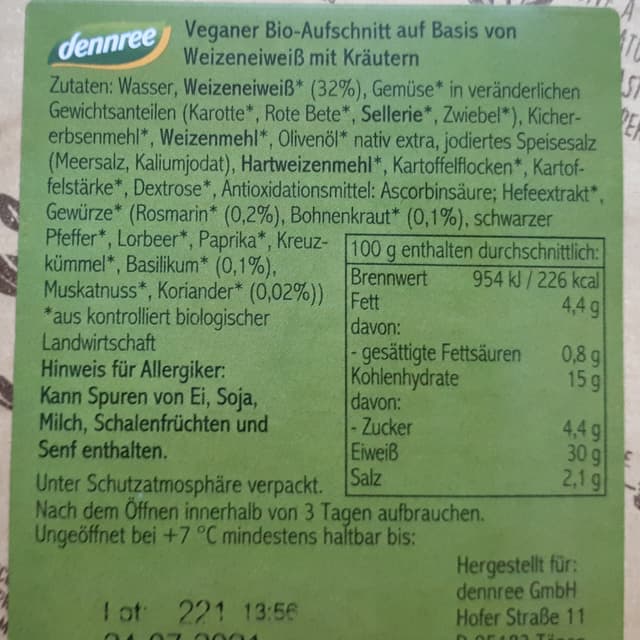 dennree
Veganer Bio-Aufschnitt auf Basis von
Weizeneiweiß mit Kräutern
Zutaten: Wasser, Weizeneiweiß* (32%), Gemüse* in veränderlichen
Gewichtsanteilen (Karotte*, Rote Bete*, Sellerie*, Zwiebel*), Kicher-
erbsenmehl*, Weizenmehl*, Olivenöl* nativ extra, jodiertes Speisesalz
(Meersalz, Kaliumjodat), Hartweizenmehl*, Kartoffelflocken*, Kartof-
felstärke*, Dextrose*, Antioxidationsmittel: Ascorbinsäure; Hefeextrakt*,
Gewürze* (Rosmarin* (0,2%), Bohnenkraut* (0,1%), schwarzer
Pfeffer*, Lorbeer*, Paprika*, Kreuz-
kümmel*, Basilikum* (0,1%),
Muskatnuss*, Koriander* (0,02%))
*aus kontrolliert biologischer
Landwirtschaft
Hinweis für Allergiker:
Kann Spuren von Ei, Soja,
Milch, Schalenfrüchten und
Senf enthalten.
100 g enthalten durchschnittlich:
Brennwert 954 kJ / 226 kcal
Fett 4,4 g
davon:
- gesättigte Fettsäuren 0,8 g
Kohlenhydrate 15 g
davon:
- Zucker 4,4 g
Eiweiß 30 g
Salz 2,1 g
Unter Schutzatmosphäre verpackt.
Nach dem Öffnen innerhalb von 3 Tagen aufbrauchen.
Ungeöffnet bei +7 °C mindestens haltbar bis:
Hergestellt für:
dennree GmbH
Hofer Straße 11
Lot 221 13:56